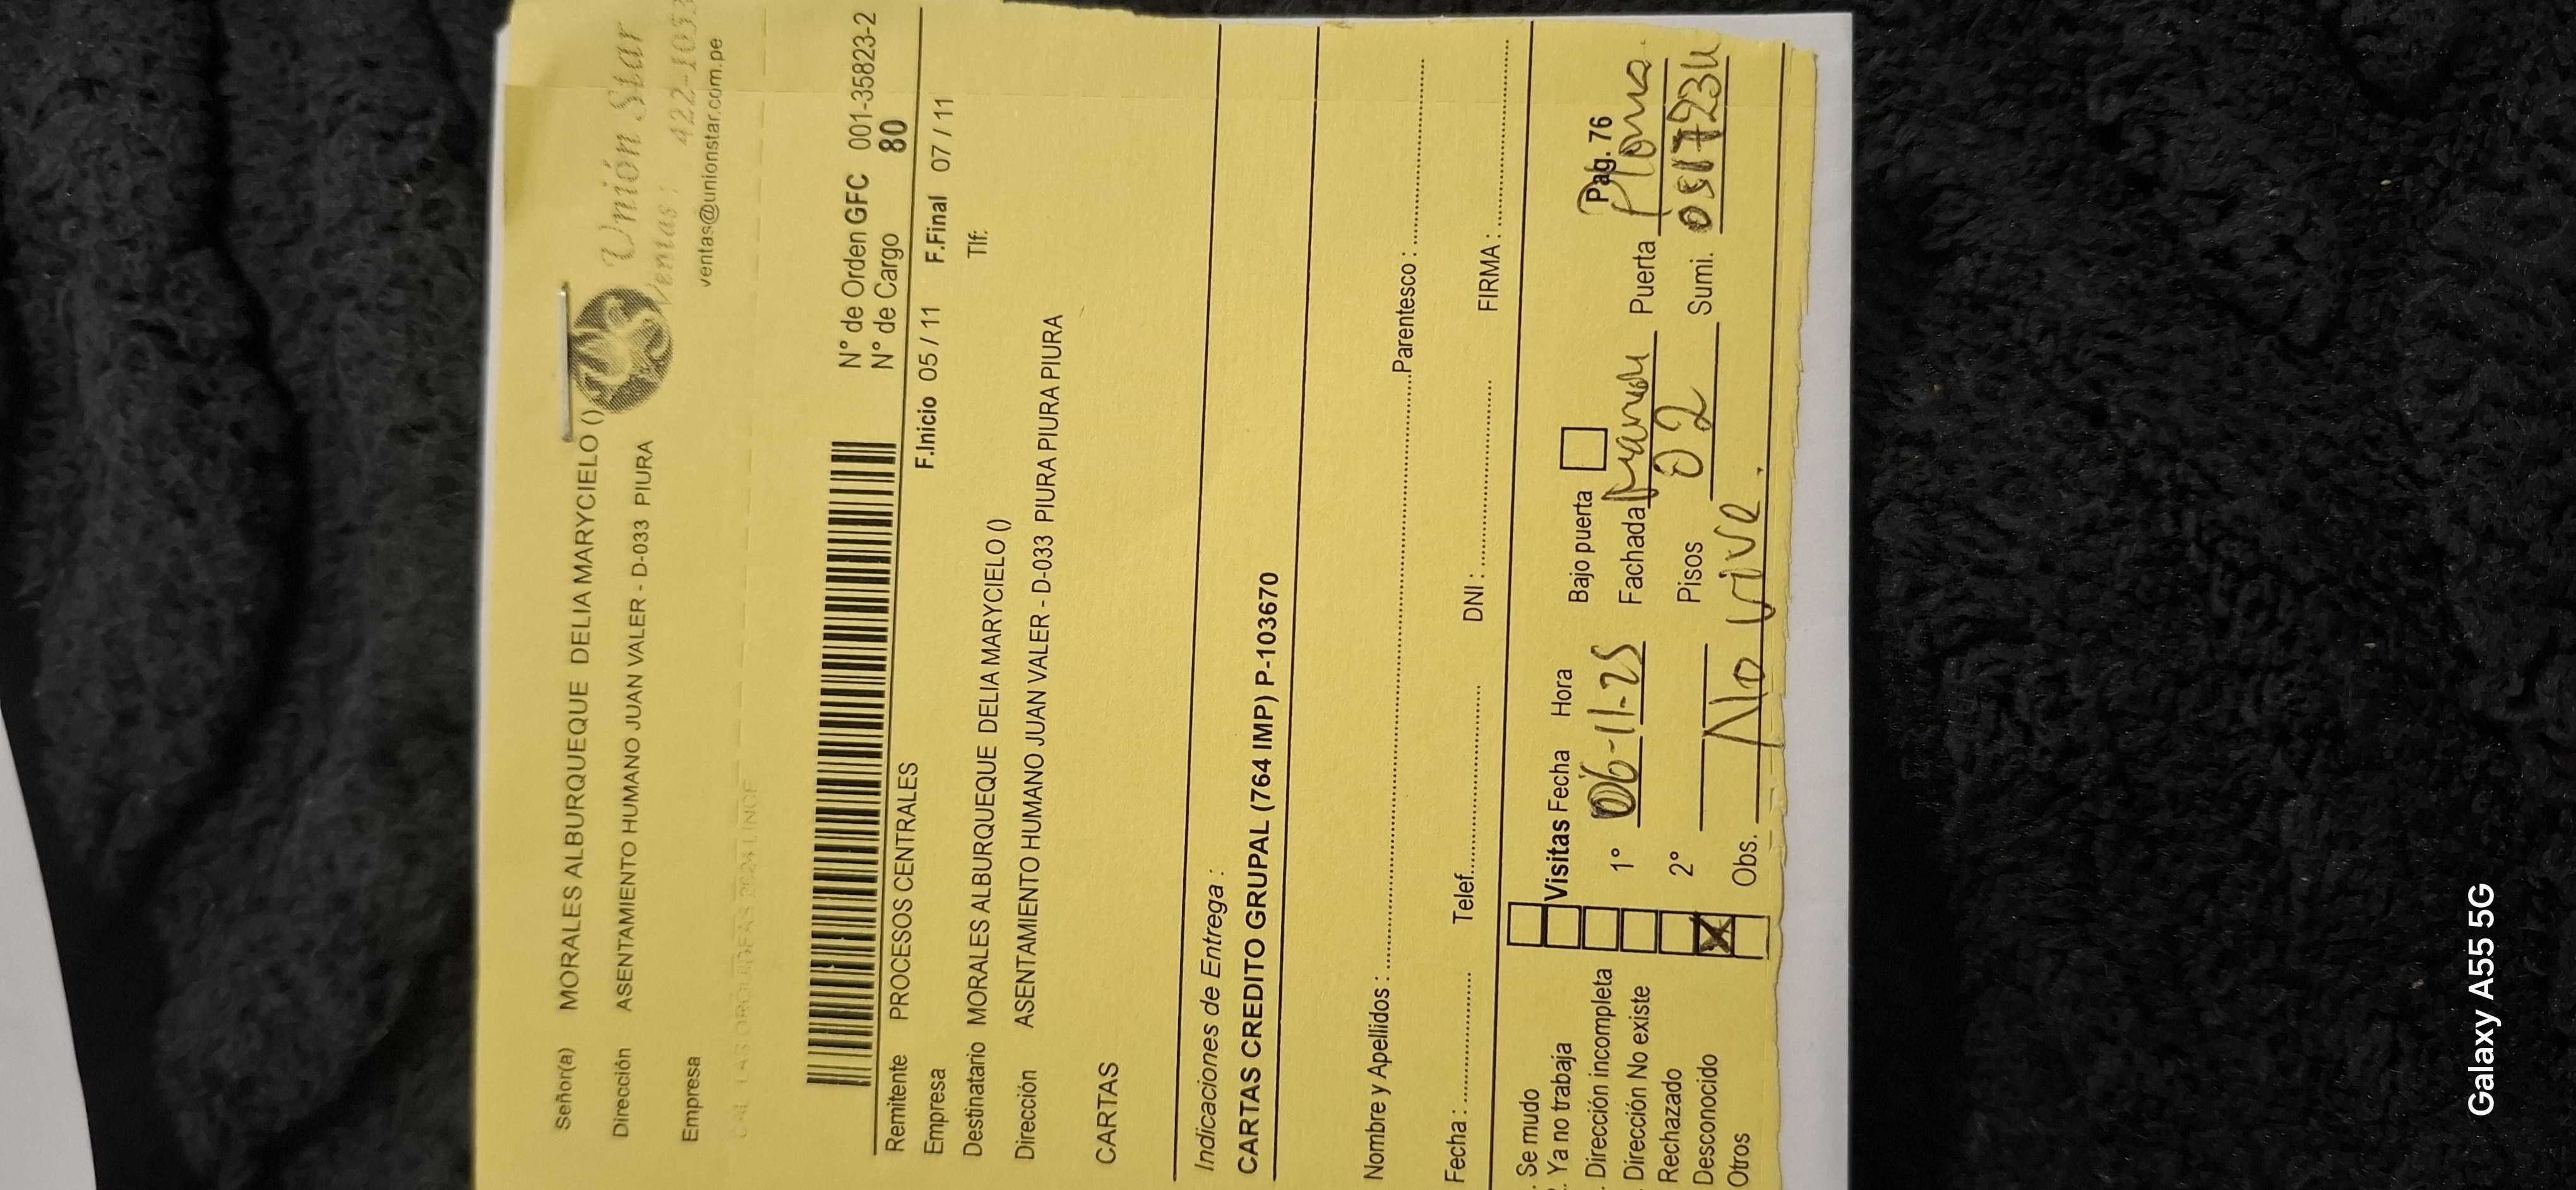 Unión Star
Ventas : 422-103
ventas@unionstar.com.pe
Señor(a) MORALES ALBURQUEQUE DELIA MARYCIELO ()
Dirección ASENTAMIENTO HUMANO JUAN VALER - D-033 PIURA
Empresa
N° de Orden GFC 001-35823-2
N° de Cargo 80
Remitente PROCESOS CENTRALES F.Inicio 05 / 11 F.Final 07 / 11
Empresa Tlf:
Destinatario MORALES ALBURQUEQUE DELIA MARYCIELO ()
Dirección ASENTAMIENTO HUMANO JUAN VALER - D-033 PIURA PIURA PIURA
CARTAS
Indicaciones de Entrega :
CARTAS CREDITO GRUPAL (764 IMP) P-103670
Nombre y Apellidos : Parentesco :
Fecha : Telef. DNI : FIRMA :
Se mudo
Ya no trabaja Visitas Fecha Hora Bajo puerta Pag. 76
Dirección incompleta 1° 06-11-25 Fachada Puerta Plomo
Dirección No existe
Rechazado 2° Pisos 02 Sumi.
Desconocido X
Otros Obs. No vive.
Galaxy A55 5G